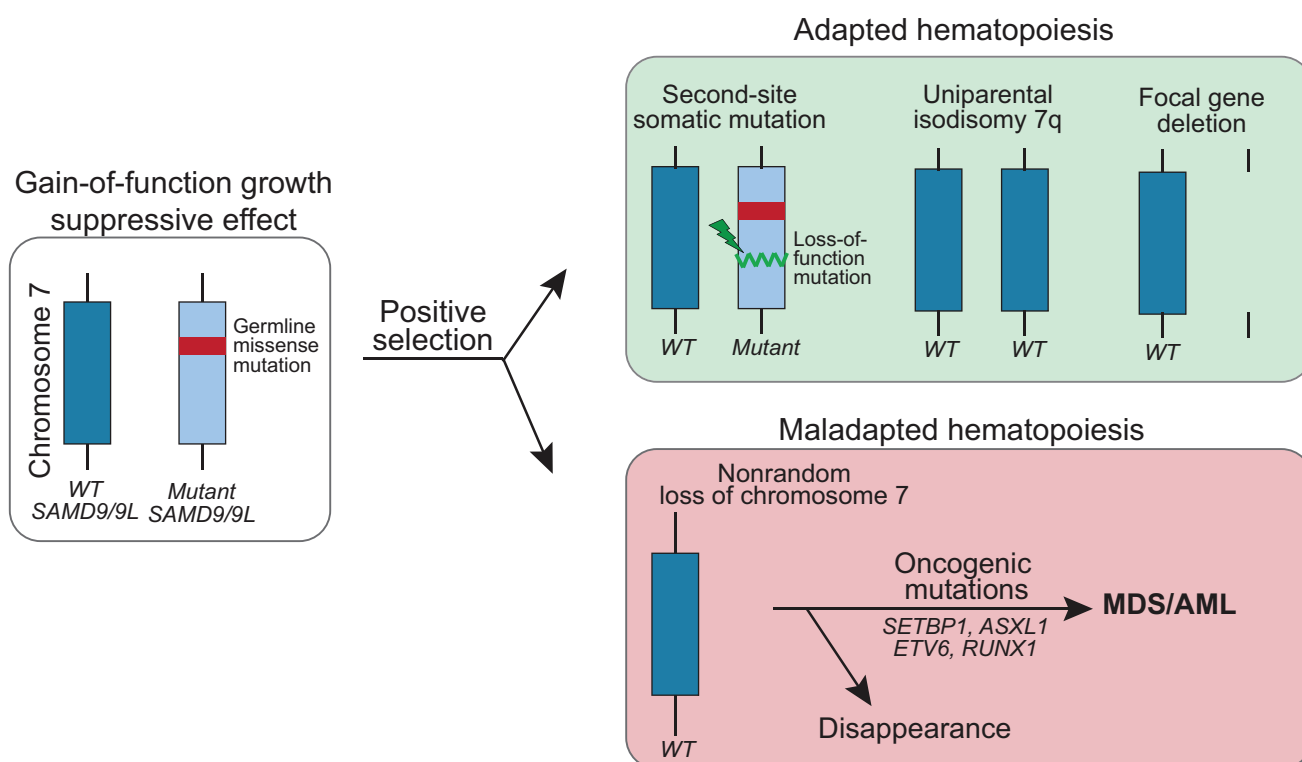 Gain-of-function growth
suppressive effect
Chromosome 7
Germline
missense
mutation
WT
SAMD9/9L
Mutant
SAMD9/9L
Positive
selection
Adapted hematopoiesis
Second-site
somatic mutation
Loss-of-
function
mutation
WT
Mutant
Uniparental
isodisomy 7q
WT
WT
Focal gene
deletion
WT
Maladapted hematopoiesis
Nonrandom
loss of chromosome 7
WT
Oncogenic
mutations
SETBP1, ASXL1
ETV6, RUNX1
MDS/AML
Disappearance